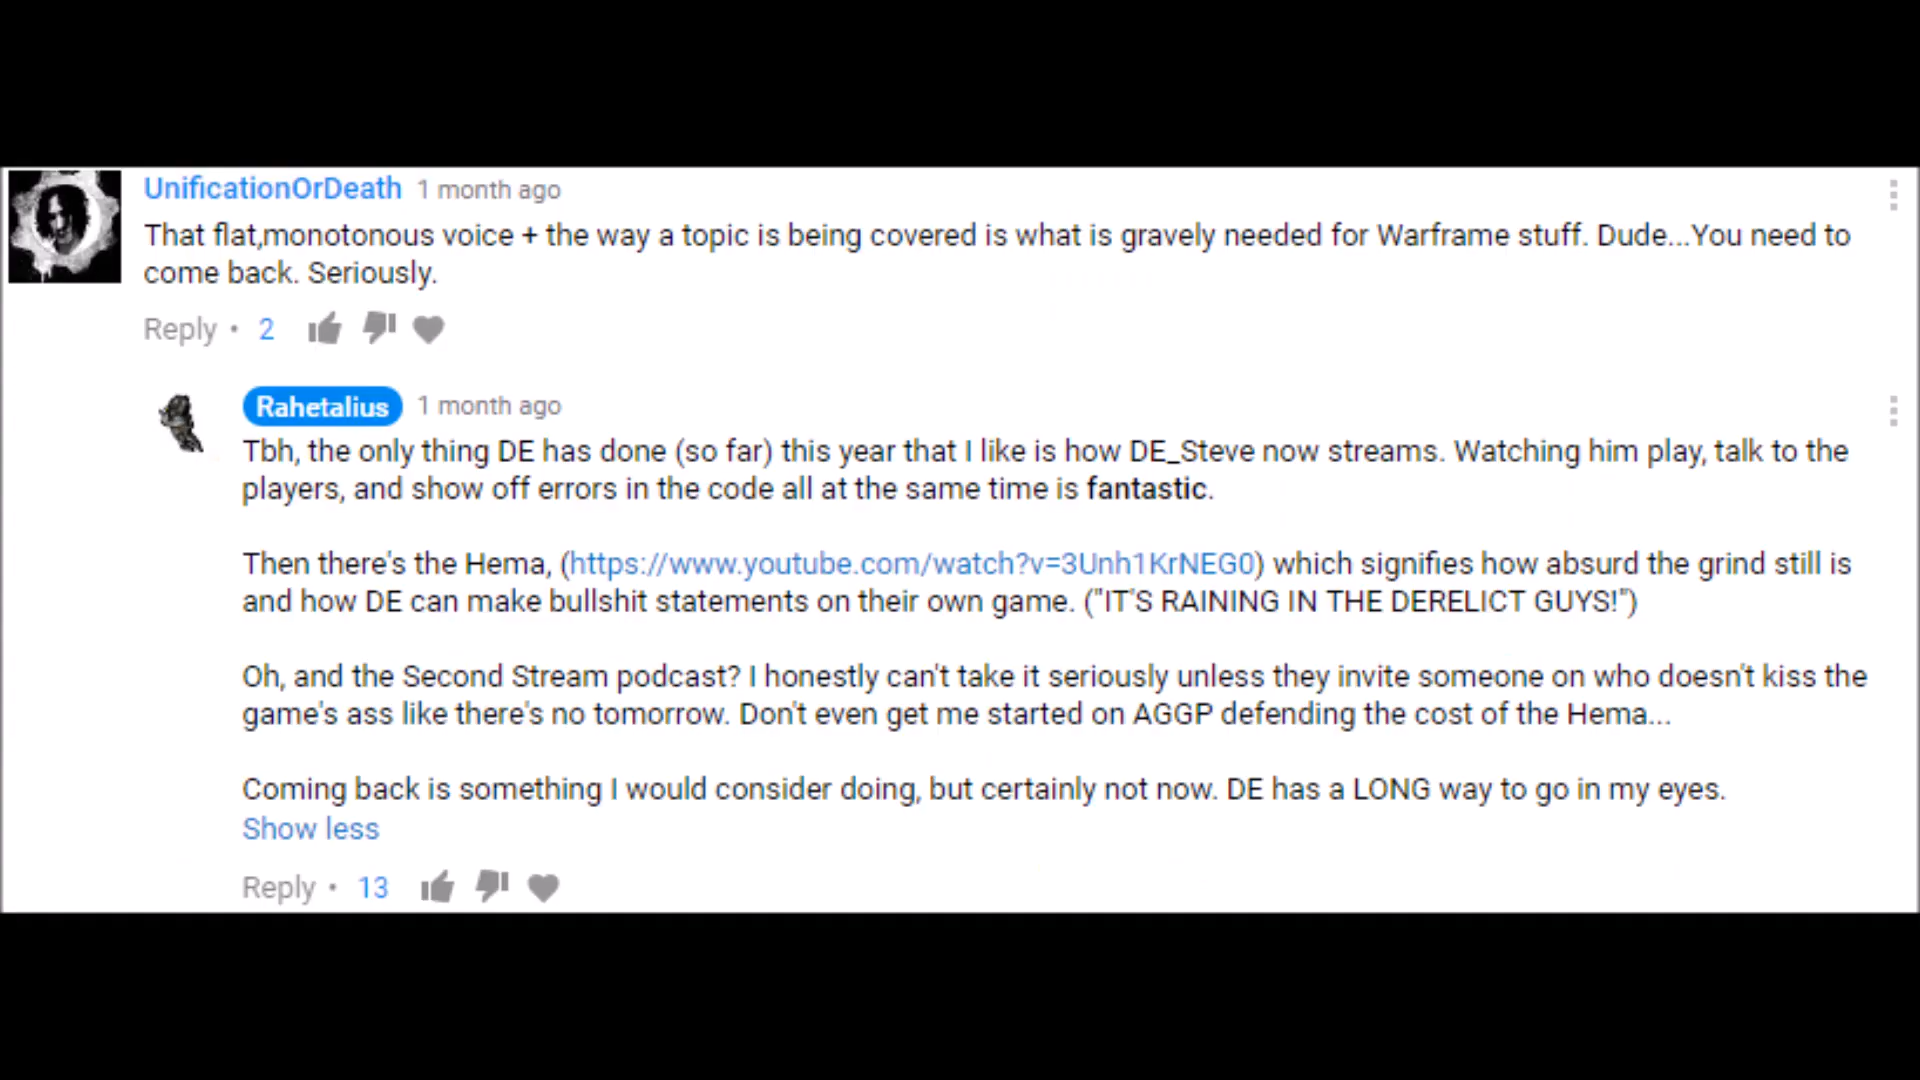 UnificationOrDeath 1 month ago
That flat,monotonous voice + the way a topic is being covered is what is gravely needed for Warframe stuff. Dude...You need to
come back. Seriously.
Reply • 2
Rahetalius 1 month ago
Tbh, the only thing DE has done (so far) this year that I like is how DE_Steve now streams. Watching him play, talk to the
players, and show off errors in the code all at the same time is fantastic.
Then there's the Hema, (https://www.youtube.com/watch?v=3Unh1KrNEG0) which signifies how absurd the grind still is
and how DE can make bullshit statements on their own game. ("IT'S RAINING IN THE DERELICT GUYS!")
Oh, and the Second Stream podcast? I honestly can't take it seriously unless they invite someone on who doesn't kiss the
game's ass like there's no tomorrow. Don't even get me started on AGGP defending the cost of the Hema...
Coming back is something I would consider doing, but certainly not now. DE has a LONG way to go in my eyes.
Show less
Reply • 13